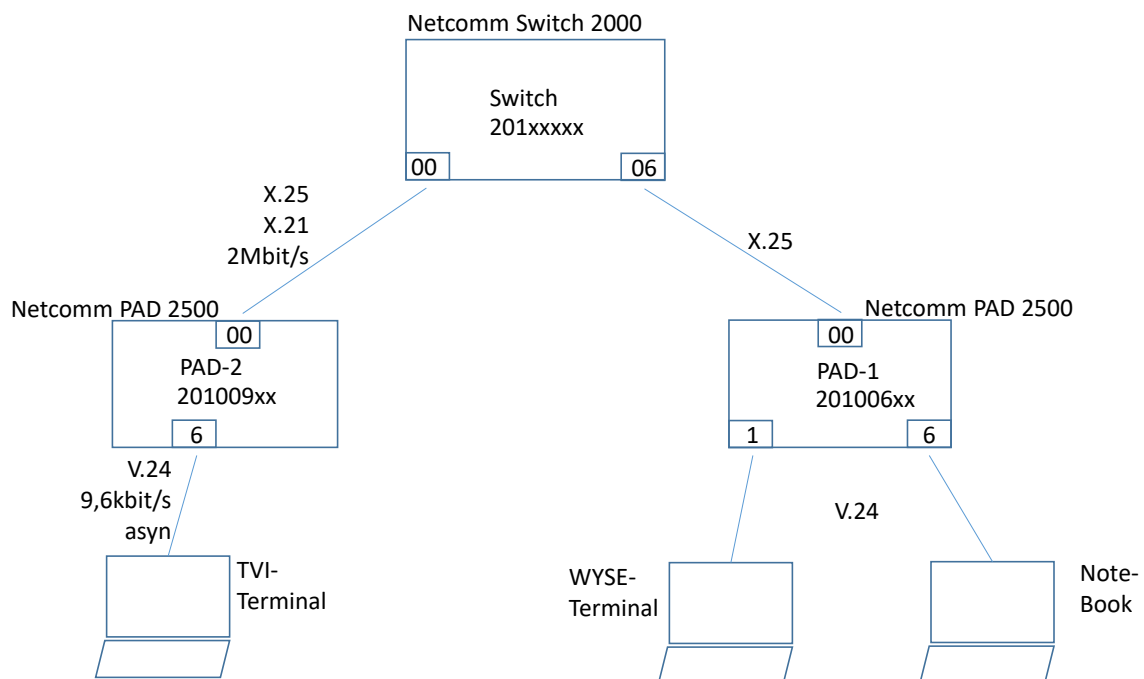 Netcomm Switch 2000
Switch
201xxxxx
00
06
X.25
X.21
2Mbit/s
X.25
Netcomm PAD 2500
Netcomm PAD 2500
00
00
PAD-2
201009xx
PAD-1
201006xx
6
1
6
V.24
9,6kbit/s
asyn
V.24
TVI-
Terminal
WYSE-
Terminal
Note-
Book